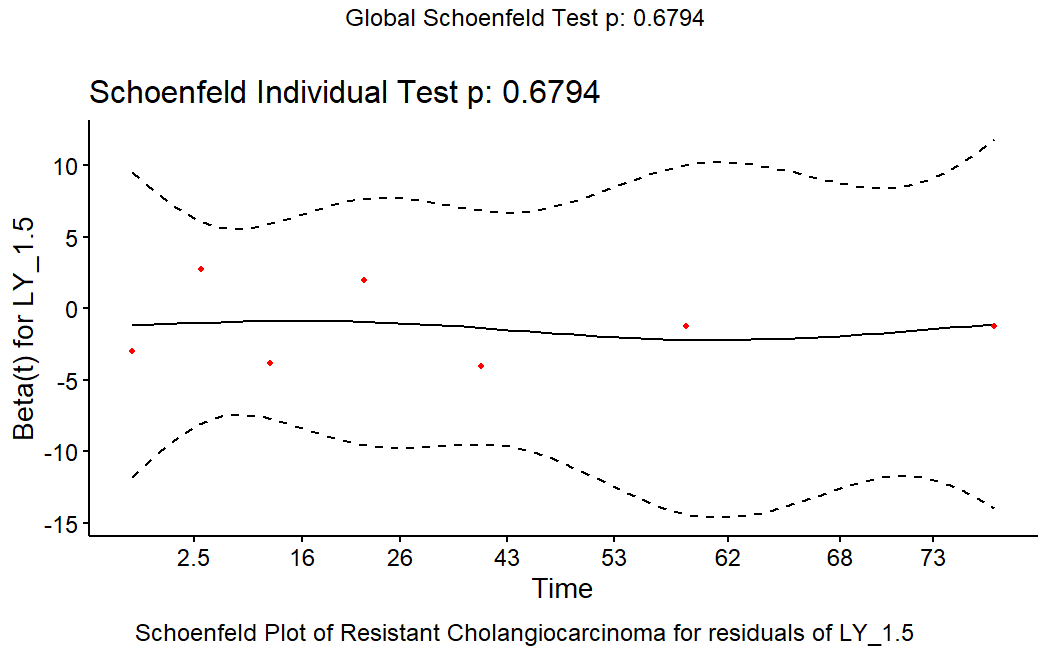 Global Schoenfeld Test p: 0.6794
Schoenfeld Individual Test p: 0.6794
Beta(t) for LY_1.5
10
5
0
-5
-10
-15
2.5 16 26 43 53 62 68 73
Time
Schoenfeld Plot of Resistant Cholangiocarcinoma for residuals of LY_1.5